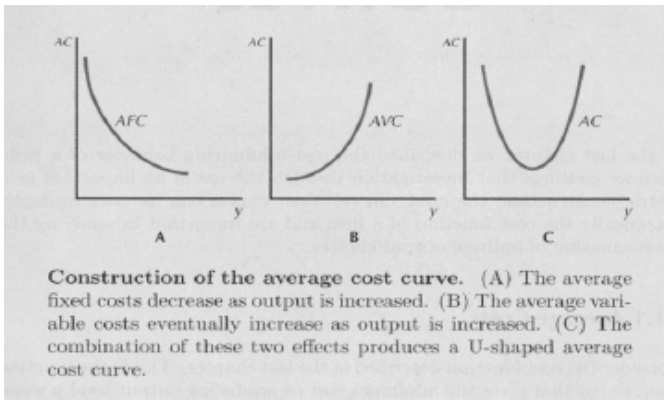 AC AC AC
AFC AVC AC
y y y
A B C
Construction of the average cost curve. (A) The average
fixed costs decrease as output is increased. (B) The average vari-
able costs eventually increase as output is increased. (C) The
combination of these two effects produces a U-shaped average
cost curve.